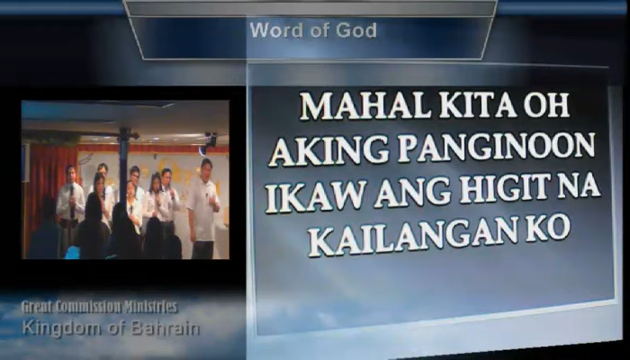 Word of God
MAHAL KITA OH
AKING PANGINOON
IKAW ANG HIGIT NA
KAILANGAN KO
Great Commission Ministries
Kingdom of Bahrain